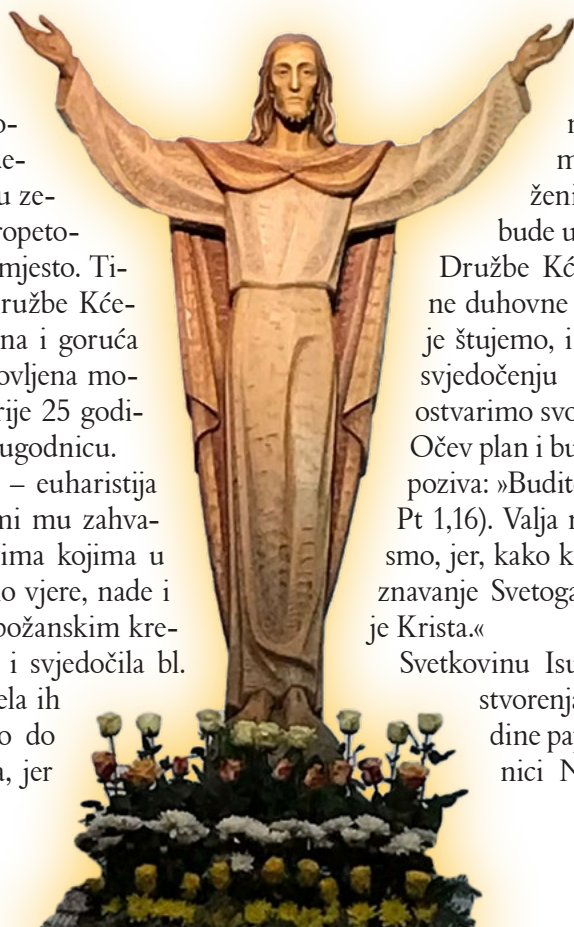 o-
e-
u ze-
ropeto-
mjesto. Ti-
ružbe Kće-
na i goruća
ovljena mo-
rije 25 godi-
ugodnicu.
– euharistija
mi mu zahva-
ima kojima u
o vjere, nade i
božanskim kre-
i svjedočila bl.
ela ih
o do
a, jer
ženi
bude u
Družbe Kć
ne duhovne
je štujemo, i
svjedočenju
ostvarimo svo
Očev plan i bu
poziva: »Budit
Pt 1,16). Valja
smo, jer, kako k
znavanje Svetoga
je Krista.«
Svetkovinu Isu
stvorenja
dine pa
nici N